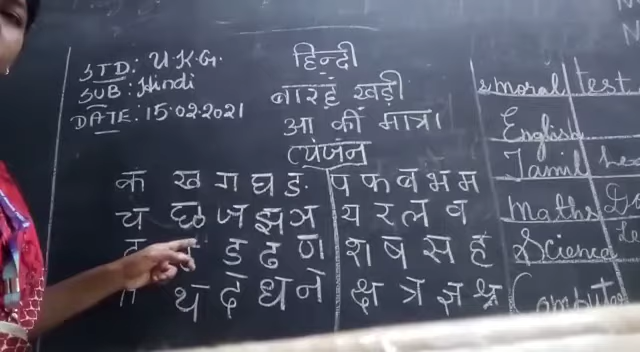 STD: U.K.G.
SUB: Hindi
DATE: 15.02.2021
हिन्दी
बारह खड़ी
आ की मात्रा
व्यंजन
क ख ग घ ङ
च छ ज झ ञ
ड ढ ण
थ द ध न
प फ ब भ म
य र ल व
श ष स ह
क्ष त्र ज्ञ श्र
moral test
English
Tamil
Maths
Science
Computer